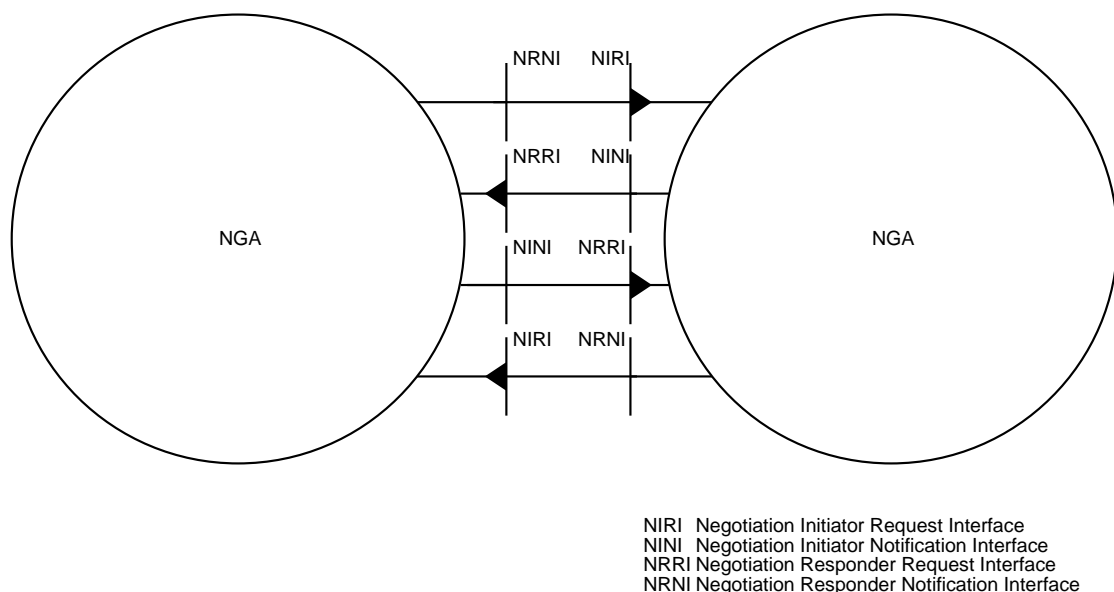 NRNI NIRI
NRRI NINI
NGA NGA
NINI NRRI
NIRI NRNI
NIRI Negotiation Initiator Request Interface
NINI Negotiation Initiator Notification Interface
NRRI Negotiation Responder Request Interface
NRNI Negotiation Responder Notification Interface